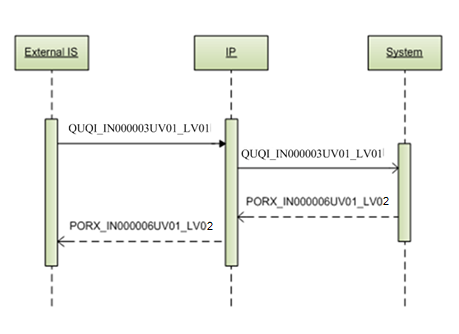 External IS
IP
System
QUQI_IN000003UV01_LV01
QUQI_IN000003UV01_LV01
PORX_IN000006UV01_LV02
PORX_IN000006UV01_LV02